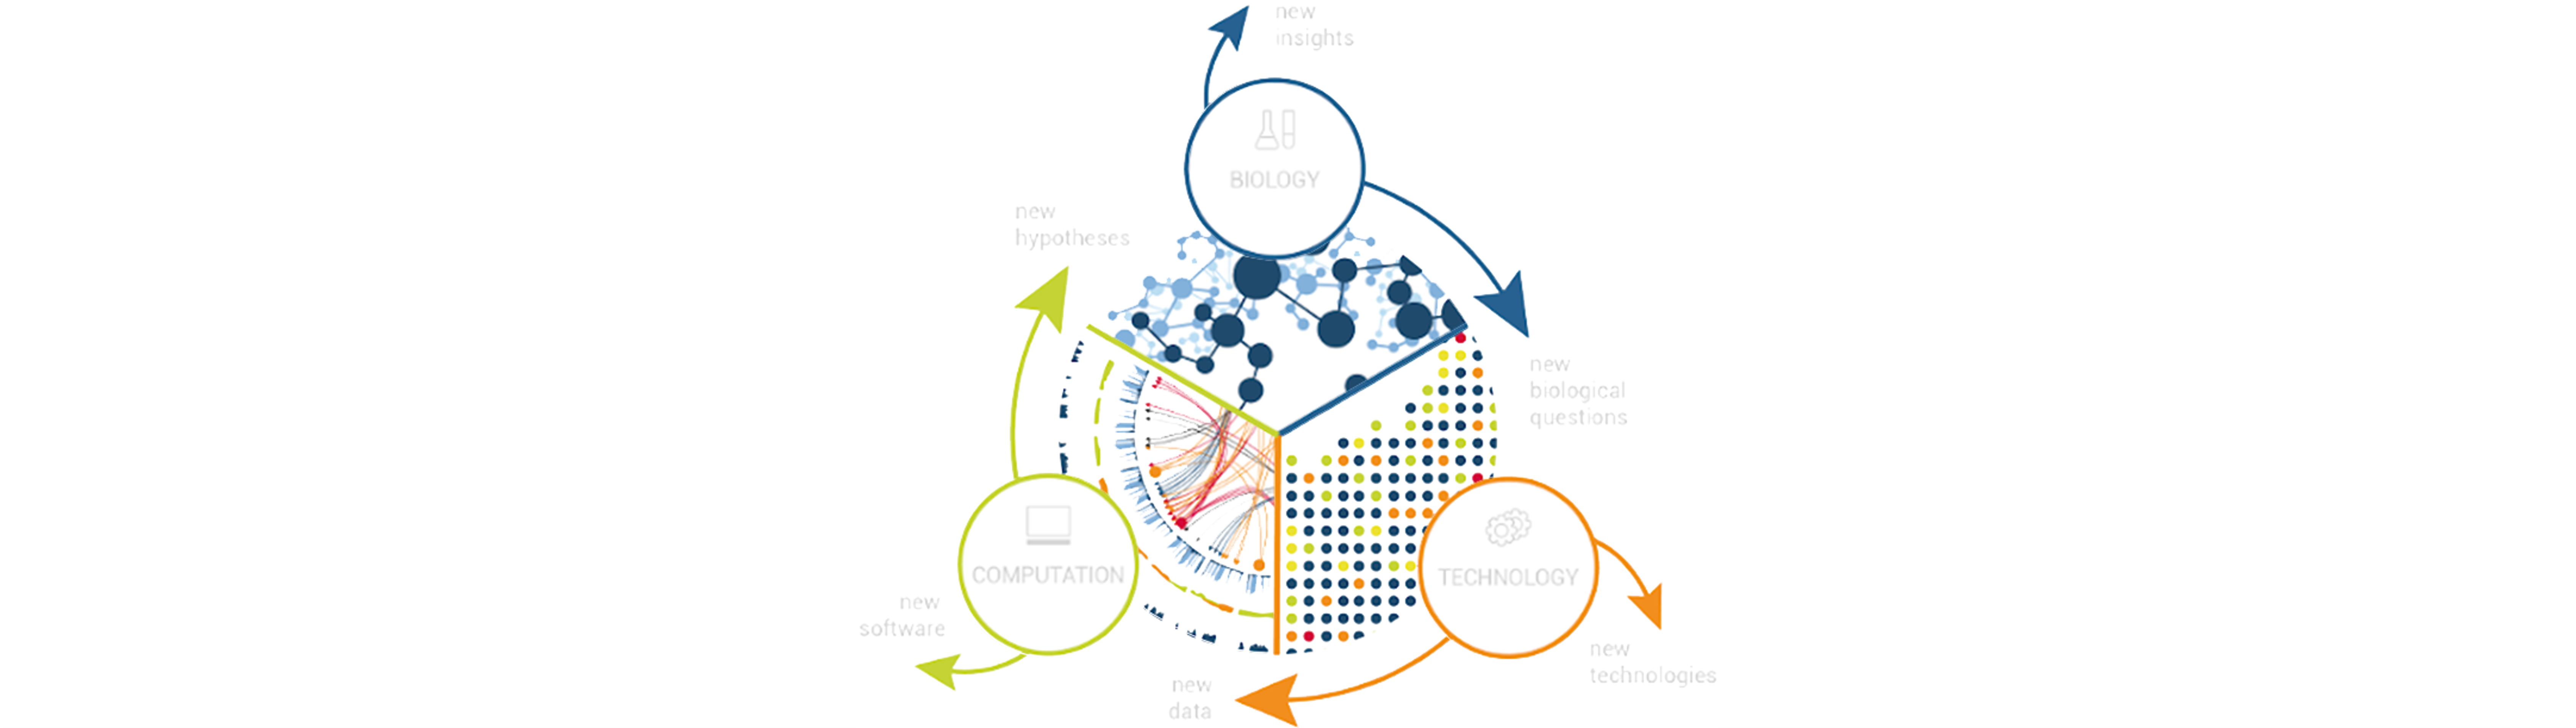 new
insights
BIOLOGY
new
hypotheses
new
biological
questions
COMPUTATION
TECHNOLOGY
new
software
new
technologies
new
data